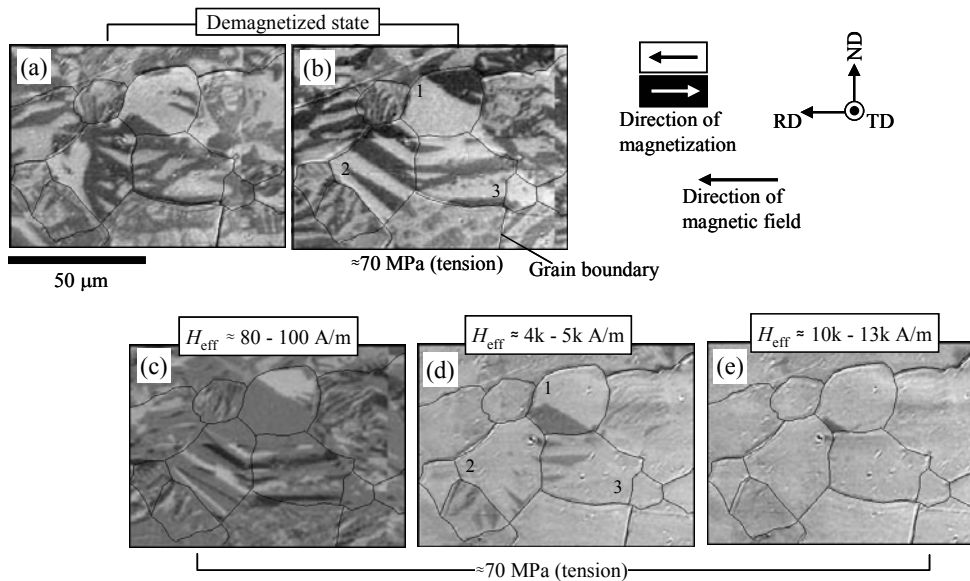 Demagnetized state
(a)
(b)
1
2
3
≈70 MPa (tension)
Grain boundary
50 μm
Direction of
magnetization
ND
RD
TD
Direction of
magnetic field
Heff ≈ 80 - 100 A/m
Heff ≈ 4k - 5k A/m
Heff ≈ 10k - 13k A/m
(c)
(d)
(e)
1
2
3
≈70 MPa (tension)